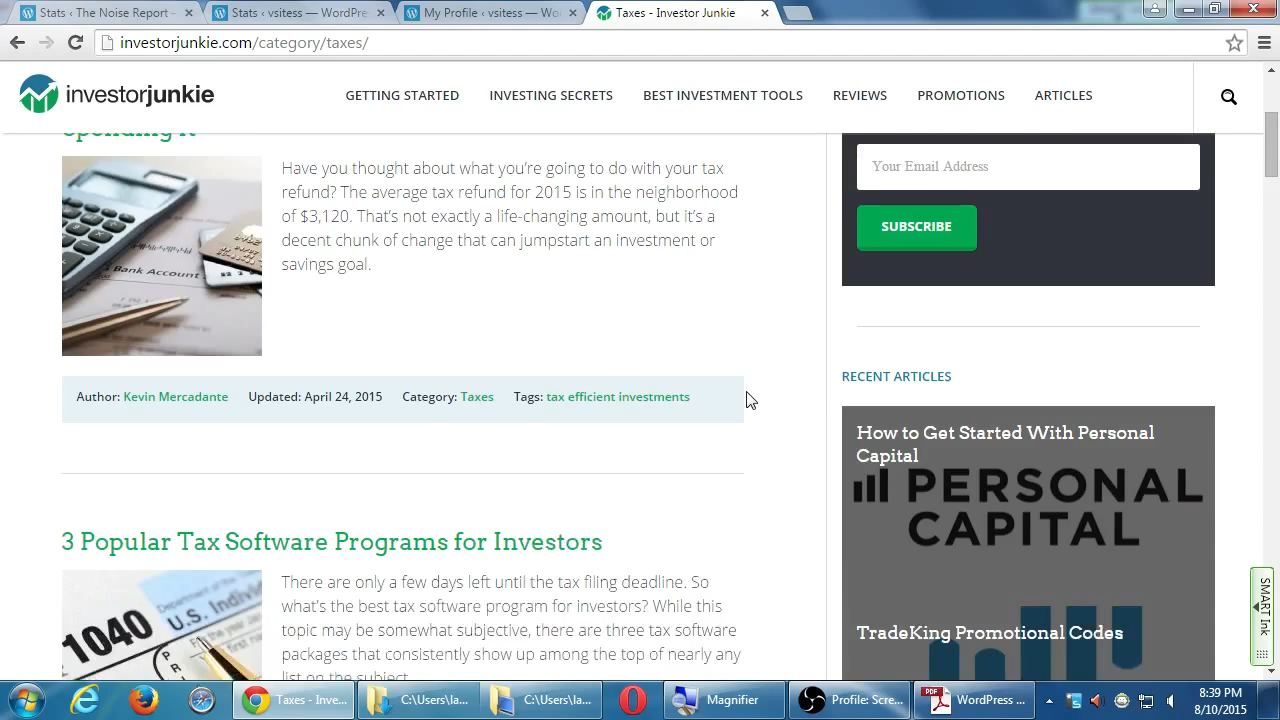 Stats ‹ The Noise Report –
Stats ‹ vsitess — WordPre
My Profile ‹ vsitess — Wo
Taxes - Investor Junkie
investorjunkie.com/category/taxes/
investorjunkie
GETTING STARTED
INVESTING SECRETS
BEST INVESTMENT TOOLS
REVIEWS
PROMOTIONS
ARTICLES
Spending It
Have you thought about what you're going to do with your tax
refund? The average tax refund for 2015 is in the neighborhood
of $3,120. That's not exactly a life-changing amount, but it's a
decent chunk of change that can jumpstart an investment or
savings goal.
Bank Account
Author: Kevin Mercadante
Updated: April 24, 2015
Category: Taxes
Tags: tax efficient investments
3 Popular Tax Software Programs for Investors
Department of the
U.S. Indivi
1040
There are only a few days left until the tax filing deadline. So
what's the best tax software program for investors? While this
topic may be somewhat subjective, there are three tax software
packages that consistently show up among the top of nearly any
list on the subject.
Your Email Address
SUBSCRIBE
RECENT ARTICLES
How to Get Started With Personal
Capital
PERSONAL
CAPITAL
TradeKing Promotional Codes
SMART Ink
Taxes - Inve...
C:\Users\la...
C:\Users\la...
Magnifier
Profile: Scre...
PDF
WordPress ...
8:39 PM
8/10/2015